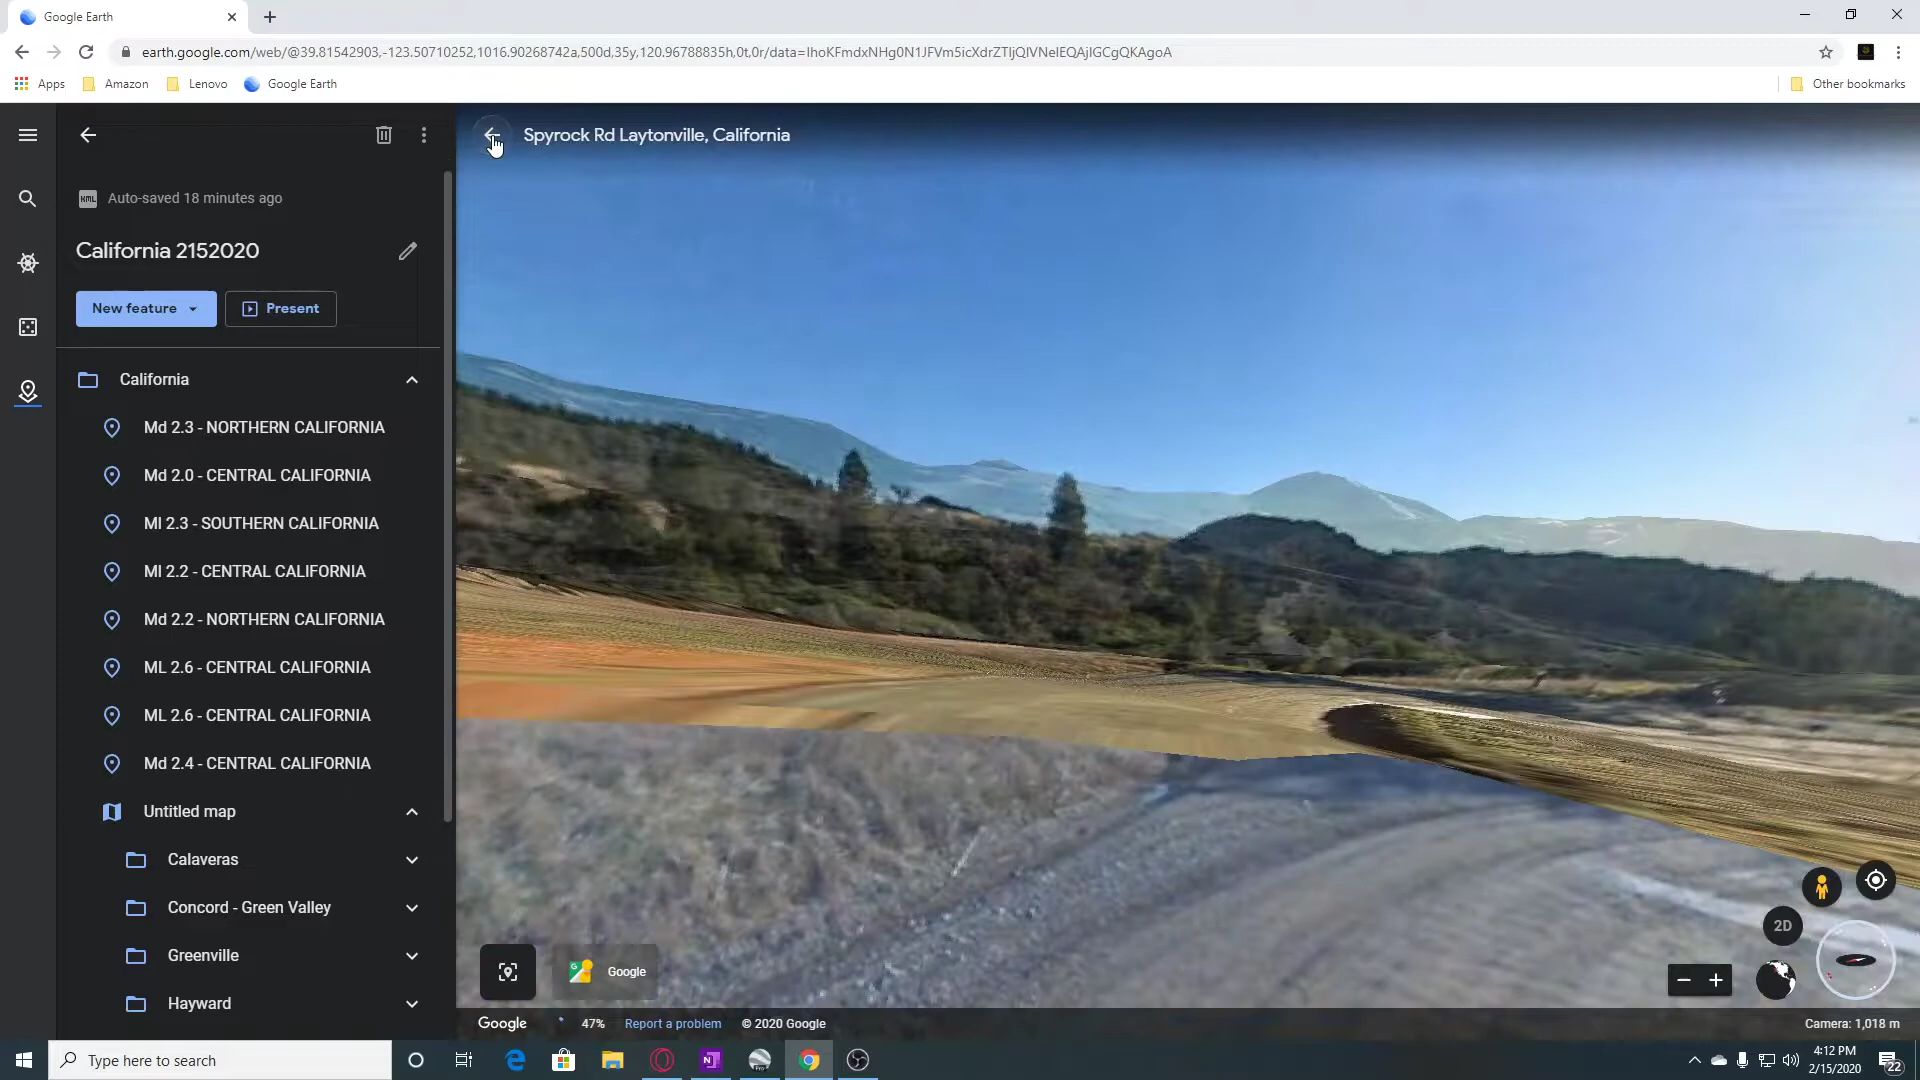 Google Earth
earth.google.com/web/@39.81542903,-123.50710252,1016.90268742a,500d,35y,120.96788835h,0t,0r/data=IhoKFmdxNHg0N1JFVm5icXdrZTljQlVNelEQAjIGCgQKAgoA
Apps Amazon Lenovo Google Earth Other bookmarks
Spyrock Rd Laytonville, California
KML Auto-saved 18 minutes ago
California 2152020
New feature Present
California
Md 2.3 - NORTHERN CALIFORNIA
Md 2.0 - CENTRAL CALIFORNIA
Ml 2.3 - SOUTHERN CALIFORNIA
Ml 2.2 - CENTRAL CALIFORNIA
Md 2.2 - NORTHERN CALIFORNIA
ML 2.6 - CENTRAL CALIFORNIA
ML 2.6 - CENTRAL CALIFORNIA
Md 2.4 - CENTRAL CALIFORNIA
Untitled map
Calaveras
Concord - Green Valley
Greenville
Hayward
2D
Google
Google 47% Report a problem © 2020 Google Camera: 1,018 m
Type here to search
4:12 PM
2/15/2020
22